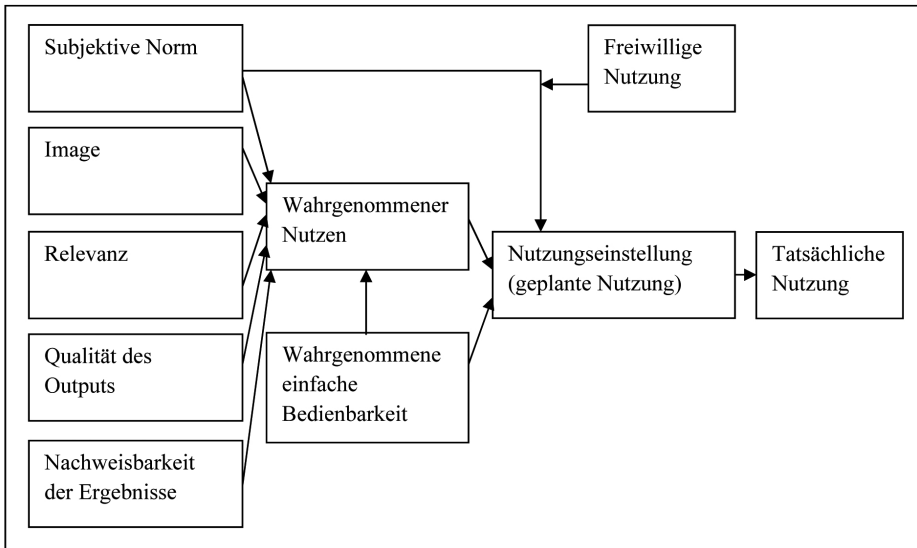 Subjektive Norm
Freiwillige
Nutzung
Image
Wahrgenommener
Nutzen
Relevanz
Nutzungseinstellung
(geplante Nutzung)
Tatsächliche
Nutzung
Qualität des
Outputs
Wahrgenommene
einfache
Bedienbarkeit
Nachweisbarkeit
der Ergebnisse